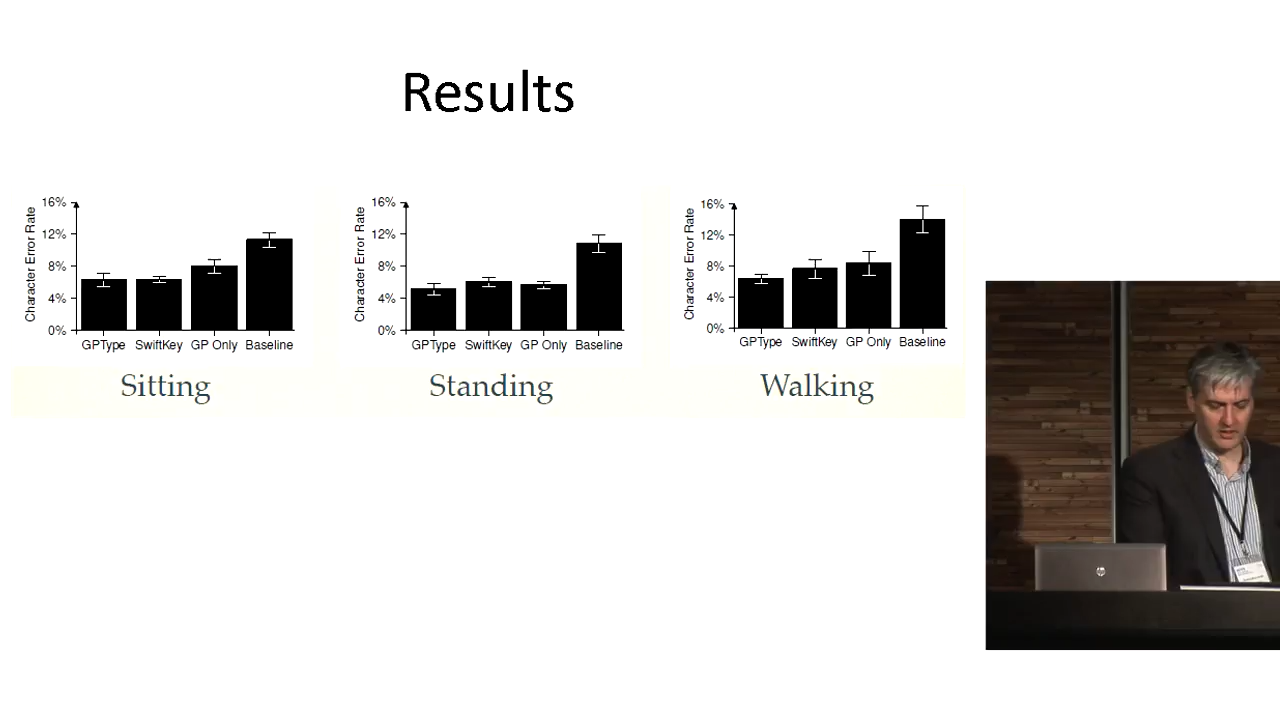 Results
Character Error Rate
16%
12%
8%
4%
0%
GPType SwiftKey GP Only Baseline
Sitting
Character Error Rate
16%
12%
8%
4%
0%
GPType SwiftKey GP Only Baseline
Standing
Character Error Rate
16%
12%
8%
4%
0%
GPType SwiftKey GP Only Baseline
Walking
hp